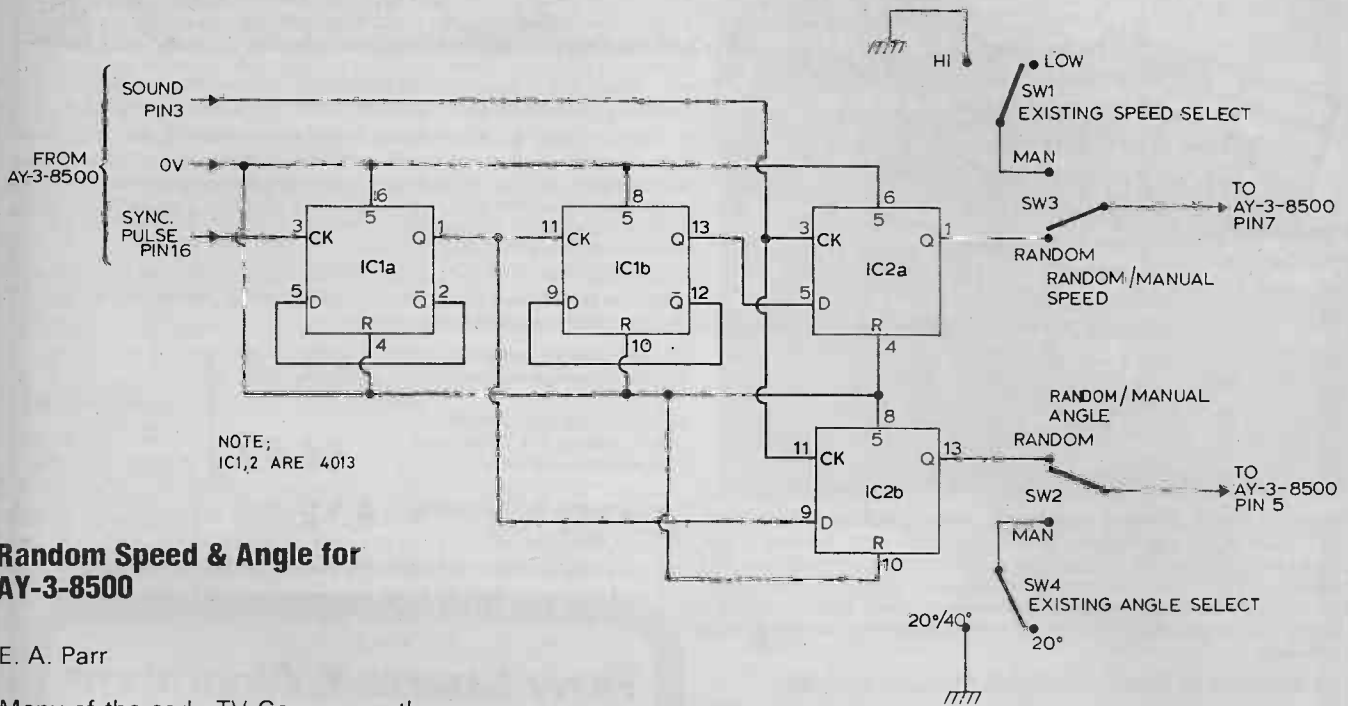 HI
LOW
SW1
EXISTING SPEED SELECT
MAN
SW3
RANDOM
RANDOM/MANUAL
SPEED
TO
AY-3-8500
PIN7
FROM
AY-3-8500
SOUND
PIN3
0V
SYNC.
PULSE
PIN16
6
5
3
CK
Q
1
IC1a
5
D
Q̄
2
R
4
8
5
11
CK
Q
13
IC1b
9
D
Q̄
12
R
10
6
5
3
CK
Q
1
IC2a
5
D
R
4
8
5
11
CK
Q
13
IC2b
9
D
R
10
RANDOM/MANUAL
ANGLE
RANDOM
SW2
MAN
TO
AY-3-8500
PIN 5
SW4
EXISTING ANGLE SELECT
20°/40°
20°
NOTE;
IC1,2 ARE 4013
Random Speed & Angle for
AY-3-8500
E. A. Parr